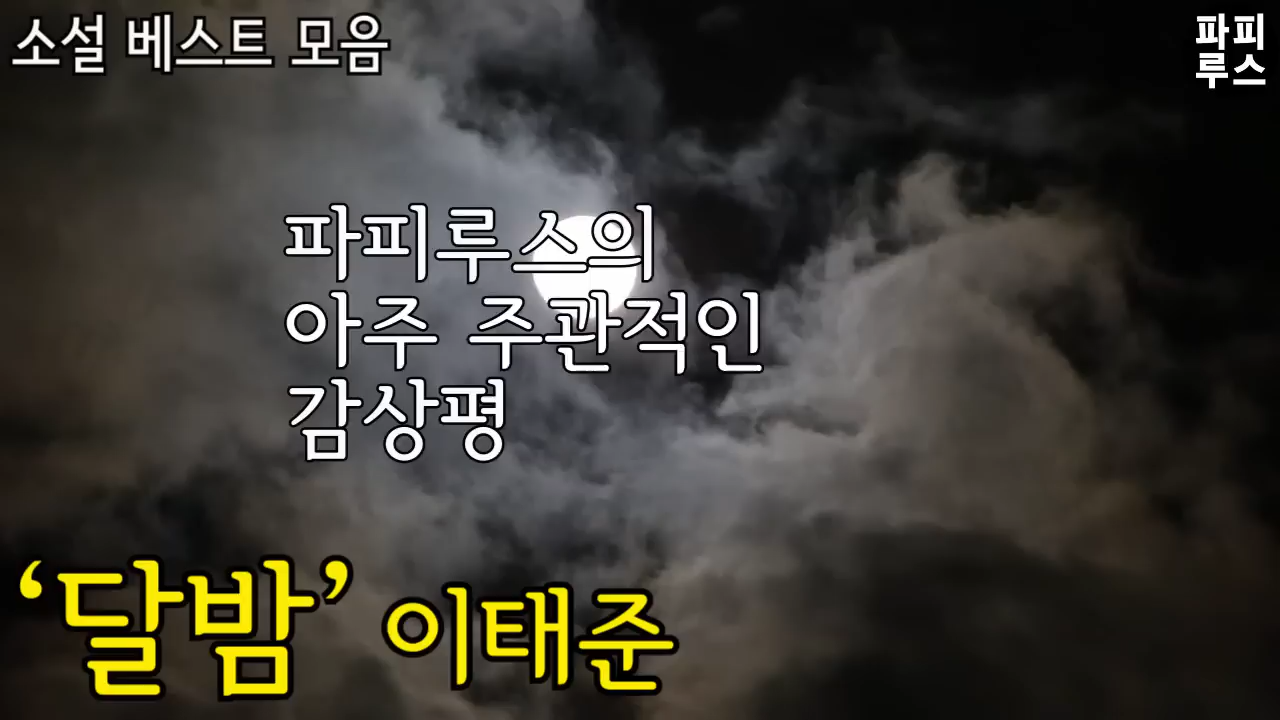 소설 베스트 모음
파피
루스
파피루스의
아주 주관적인
감상평
‘달밤’ 이태준